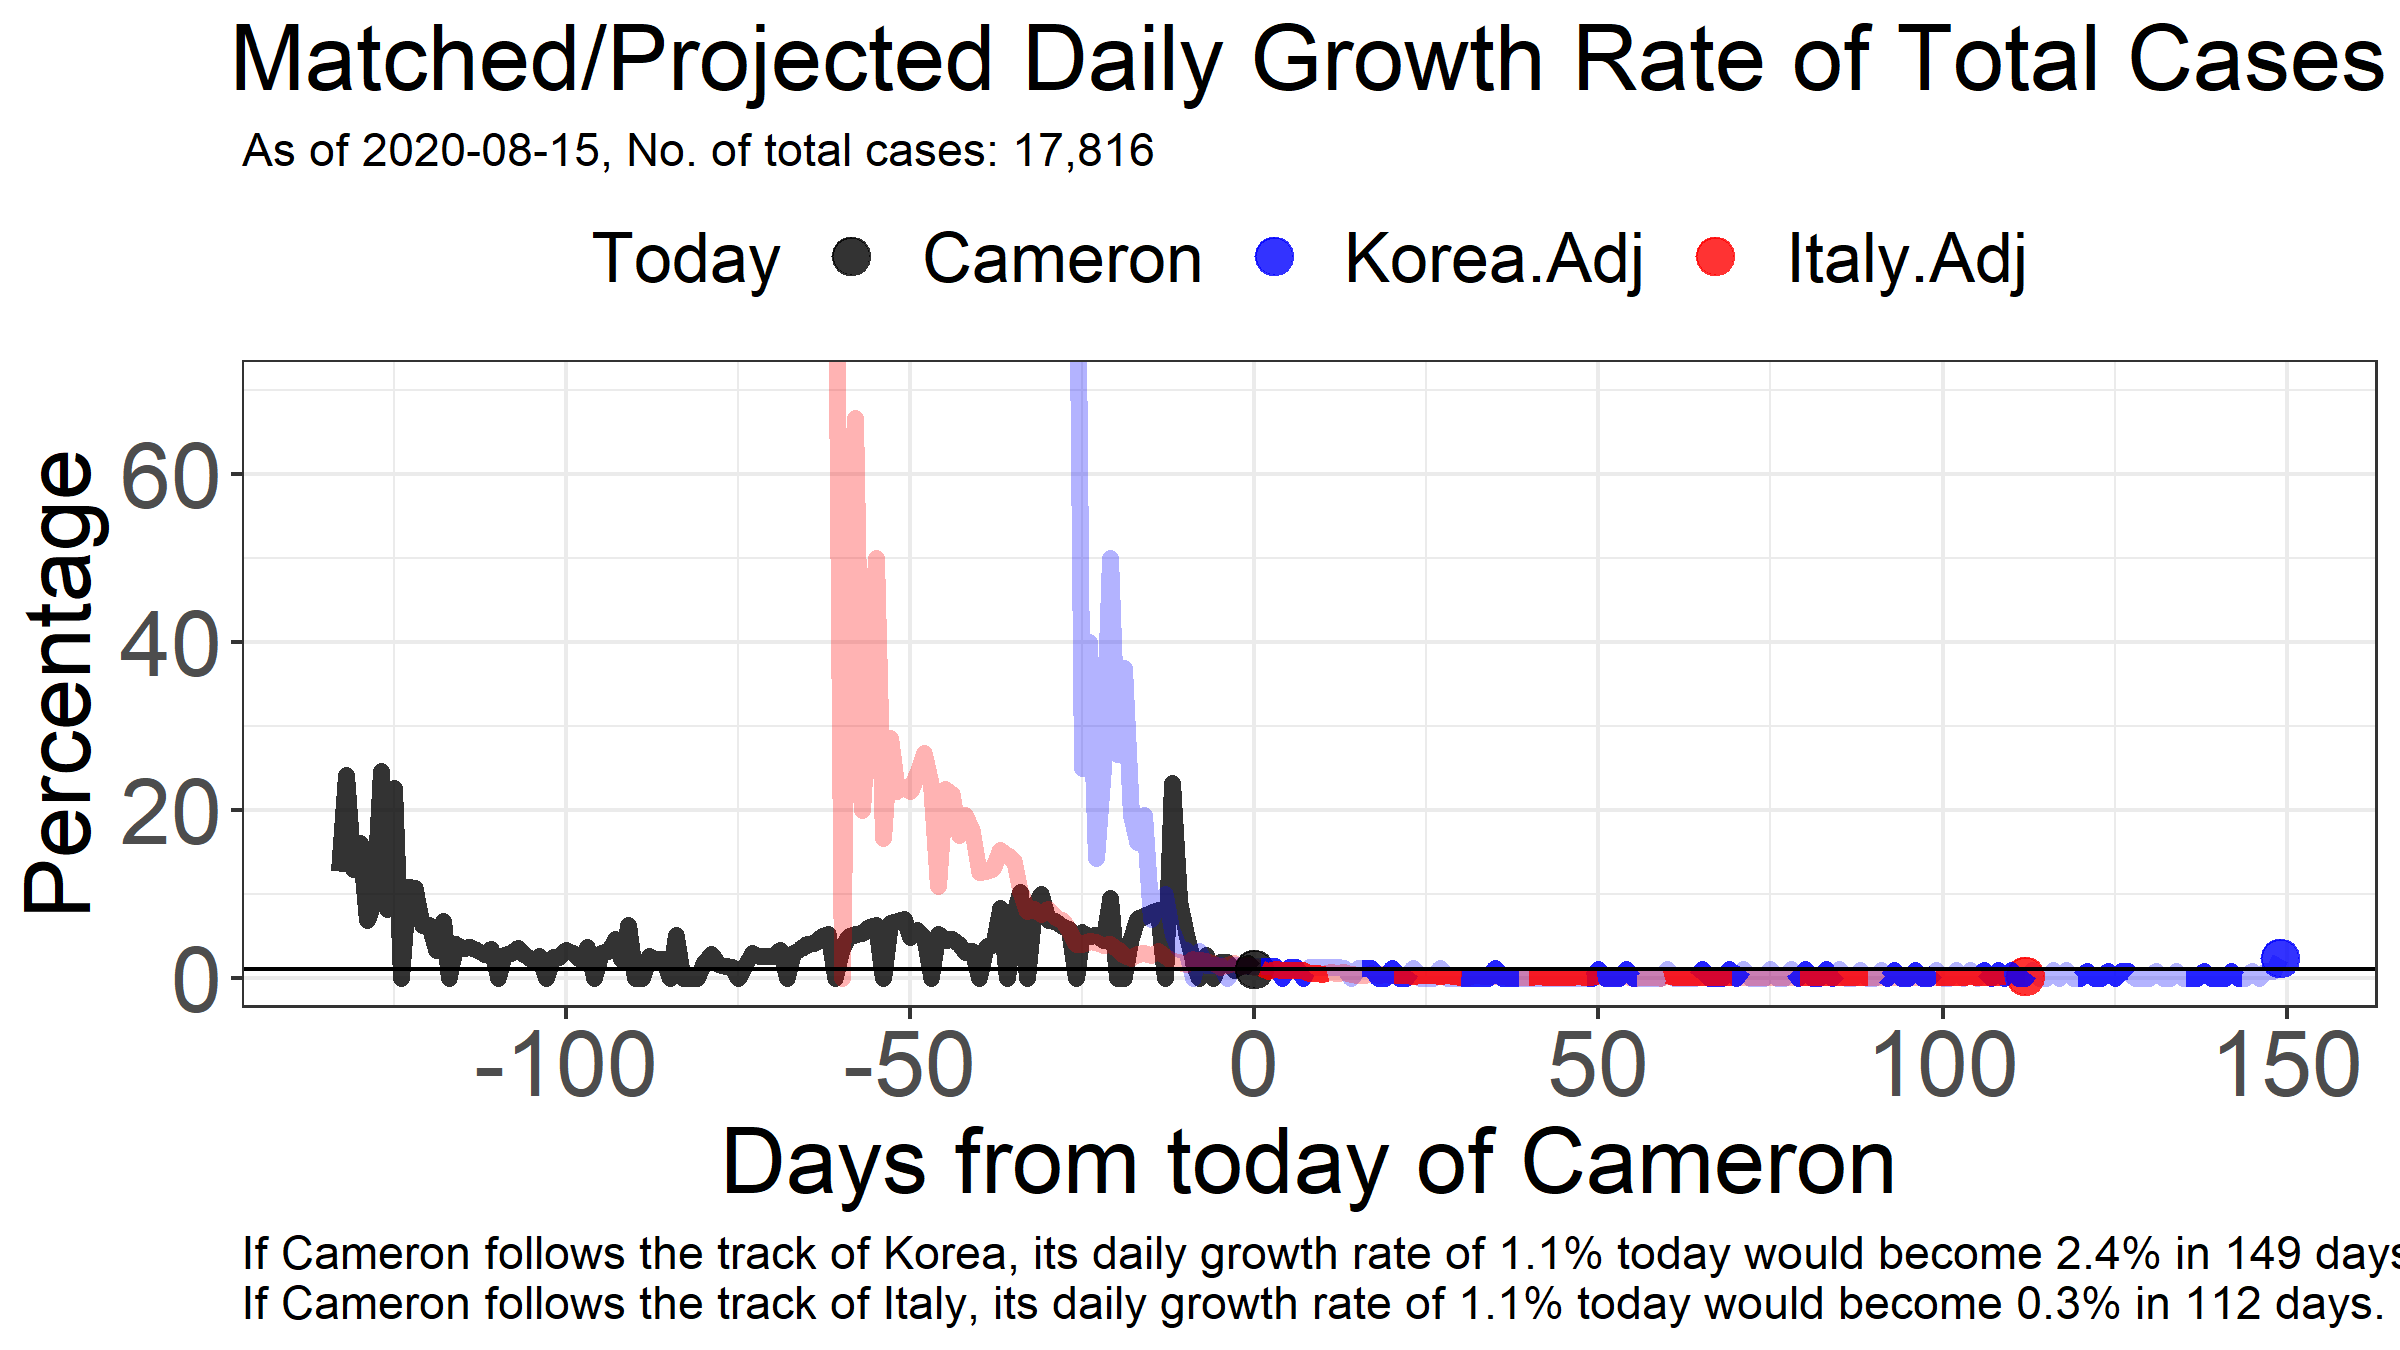 Matched/Projected Daily Growth Rate of Total Cases
As of 2020-08-15, No. of total cases: 17,816
Today Cameron Korea.Adj Italy.Adj
Percentage
60
40
20
0
-100 -50 0 50 100 150
Days from today of Cameron
If Cameron follows the track of Korea, its daily growth rate of 1.1% today would become 2.4% in 149 days
If Cameron follows the track of Italy, its daily growth rate of 1.1% today would become 0.3% in 112 days.